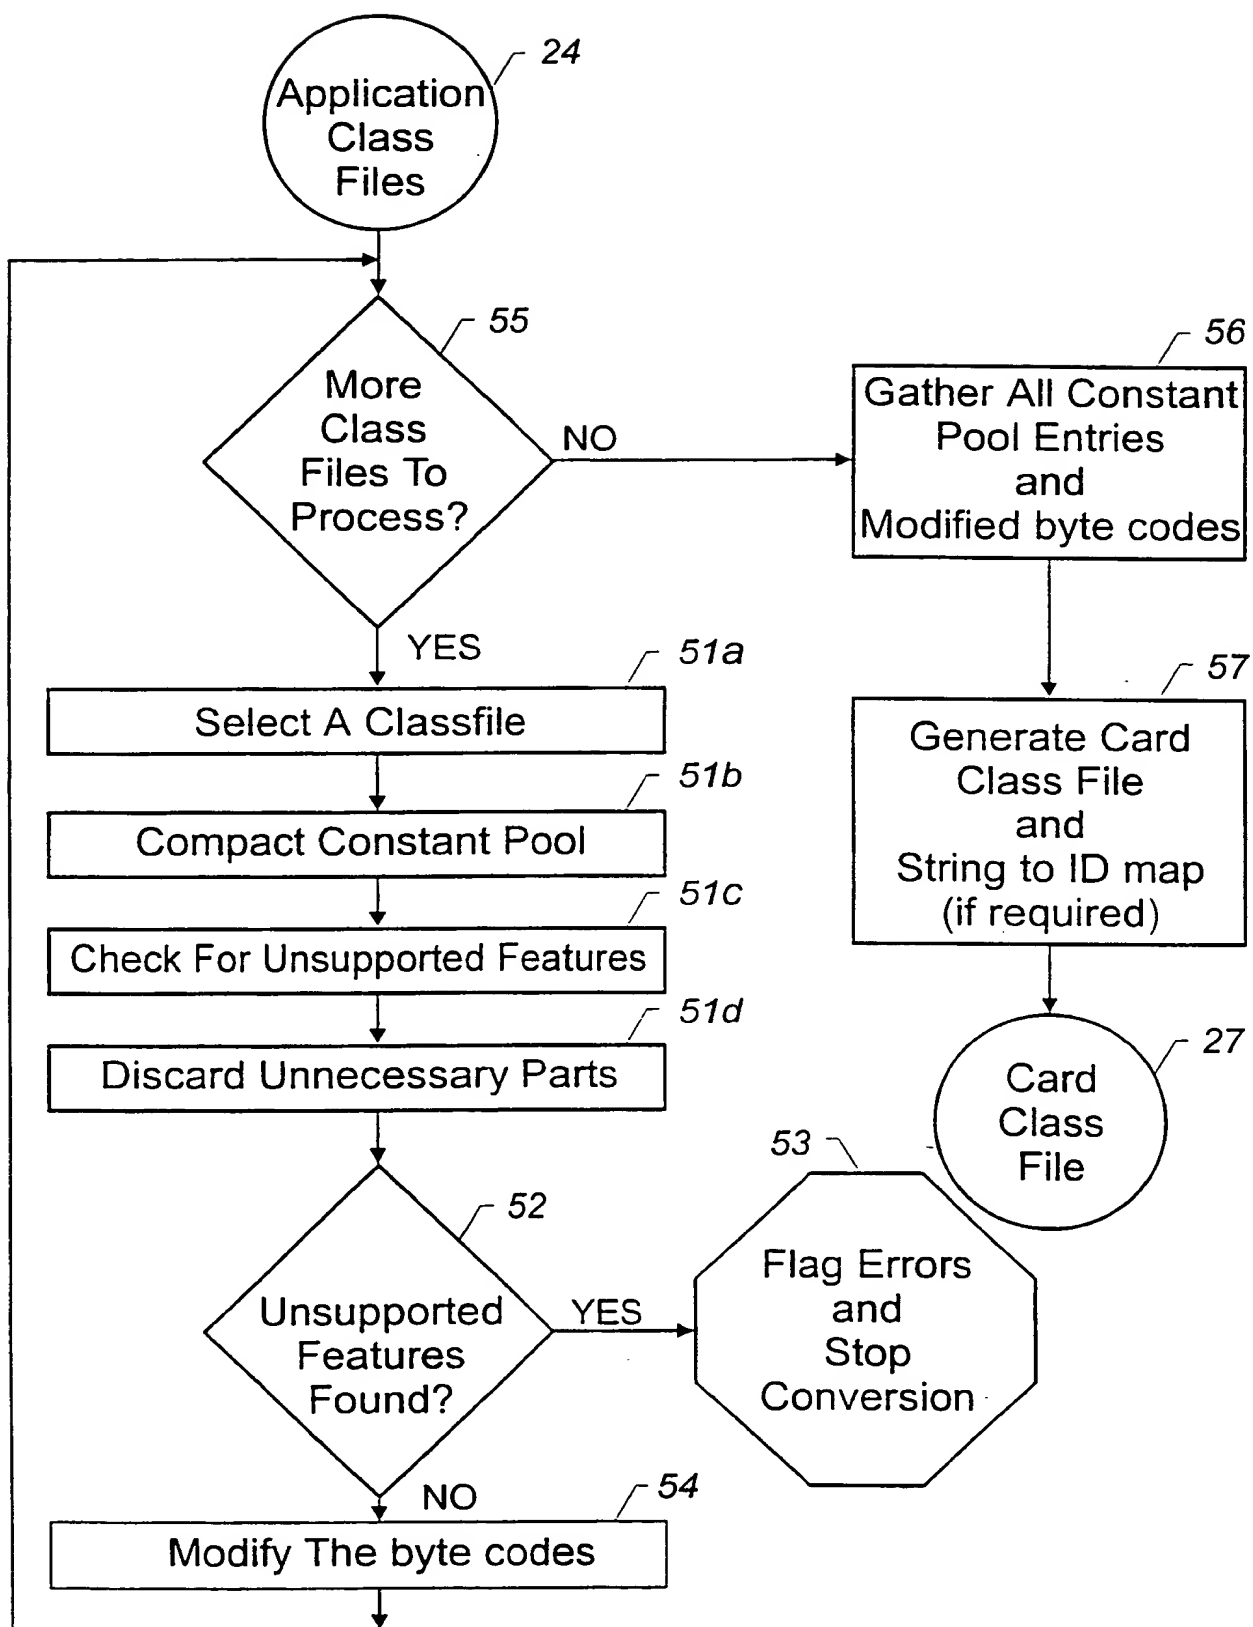 24
Application
Class
Files
55
More
Class
Files To
Process?
NO
YES
56
Gather All Constant
Pool Entries
and
Modified byte codes
51a
Select A Classfile
51b
Compact Constant Pool
51c
Check For Unsupported Features
51d
Discard Unnecessary Parts
57
Generate Card
Class File
and
String to ID map
(if required)
27
Card
Class
File
52
Unsupported
Features
Found?
YES
NO
53
Flag Errors
and
Stop
Conversion
54
Modify The byte codes